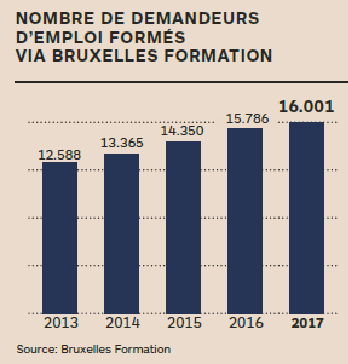 NOMBRE DE DEMANDEURS
D'EMPLOI FORMÉS
VIA BRUXELLES FORMATION
16.001
15.786
14.350
13.365
12.588
2013 2014 2015 2016 2017
Source: Bruxelles Formation